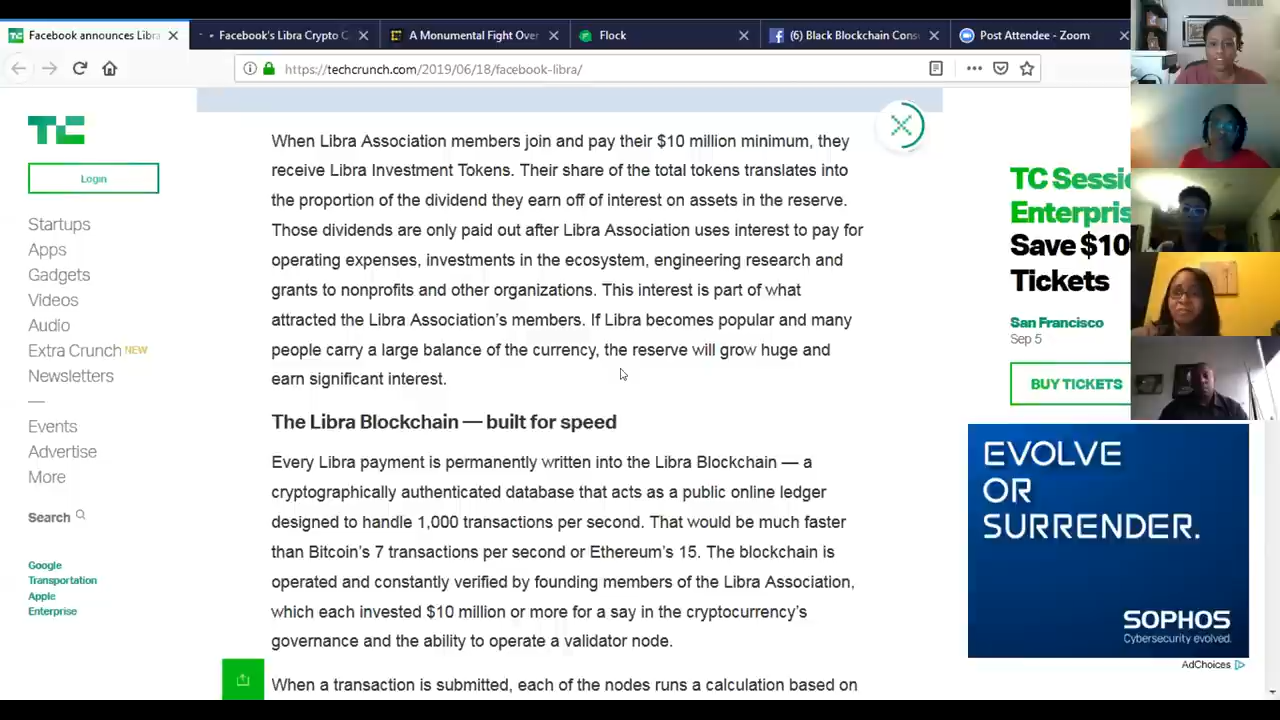 Facebook announces Libra
Facebook's Libra Crypto C
A Monumental Fight Over
Flock
(6) Black Blockchain Cons
Post Attendee - Zoom
https://techcrunch.com/2019/06/18/facebook-libra/
TC
Login
Startups
Apps
Gadgets
Videos
Audio
Extra Crunch NEW
Newsletters
Events
Advertise
More
Search
Google
Transportation
Apple
Enterprise
When Libra Association members join and pay their $10 million minimum, they
receive Libra Investment Tokens. Their share of the total tokens translates into
the proportion of the dividend they earn off of interest on assets in the reserve.
Those dividends are only paid out after Libra Association uses interest to pay for
operating expenses, investments in the ecosystem, engineering research and
grants to nonprofits and other organizations. This interest is part of what
attracted the Libra Association's members. If Libra becomes popular and many
people carry a large balance of the currency, the reserve will grow huge and
earn significant interest.
The Libra Blockchain — built for speed
Every Libra payment is permanently written into the Libra Blockchain — a
cryptographically authenticated database that acts as a public online ledger
designed to handle 1,000 transactions per second. That would be much faster
than Bitcoin's 7 transactions per second or Ethereum's 15. The blockchain is
operated and constantly verified by founding members of the Libra Association,
which each invested $10 million or more for a say in the cryptocurrency's
governance and the ability to operate a validator node.
When a transaction is submitted, each of the nodes runs a calculation based on
TC Sessi
Enterpris
Save $10
Tickets
San Francisco
Sep 5
BUY TICKETS
EVOLVE
OR
SURRENDER.
SOPHOS
Cybersecurity evolved.
AdChoices